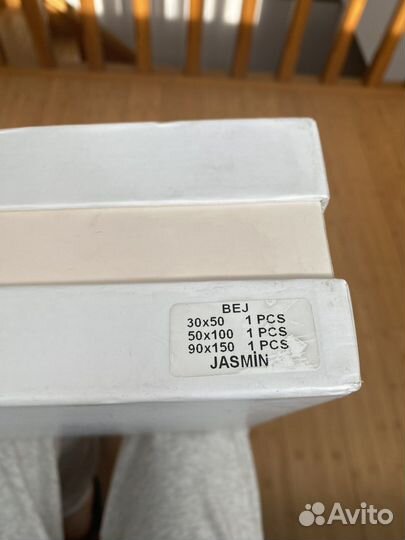 BEJ
30x50 1 PCS
50x100 1 PCS
90x150 1 PCS
JASMİN
Avito